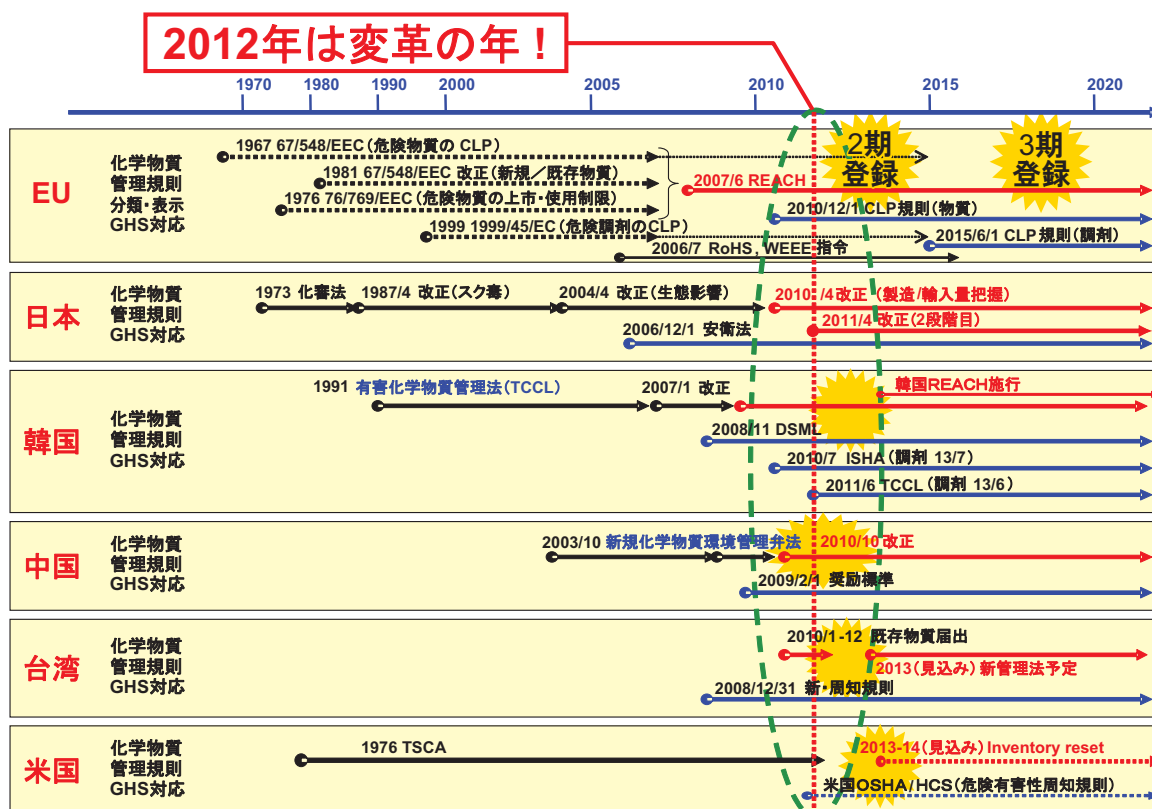 2012年は変革の年！
1970 1980 1990 2000 2005 2010 2015 2020
EU
化学物質
管理規則
分類・表示
GHS対応
1967 67/548/EEC（危険物質の CLP）
1981 67/548/EEC 改正（新規／既存物質）
1976 76/769/EEC（危険物質の上市・使用制限）
1999 1999/45/EC（危険調剤のCLP）
2006/7 RoHS , WEEE 指令
2007/6 REACH
2010/12/1 CLP規則（物質）
2015/6/1 CLP規則（調剤）
2期
登録
3期
登録
日本
化学物質
管理規則
GHS対応
1973 化審法
1987/4 改正（スク毒）
2004/4 改正（生態影響）
2010 /4改正 （製造/輸入量把握）
2011/4 改正（2段階目）
2006/12/1 安衛法
韓国
化学物質
管理規則
GHS対応
1991 有害化学物質管理法（TCCL）
2007/1 改正
韓国REACH施行
2008/11 DSML
2010/7 ISHA（調剤 13/7）
2011/6 TCCL（調剤 13/6）
中国
化学物質
管理規則
GHS対応
2003/10 新規化学物質環境管理弁法
2010/10 改正
2009/2/1 奨励標準
台湾
化学物質
管理規則
GHS対応
2010/1 -12 既存物質届出
2013（見込み） 新管理法予定
2008/12/31 新・周知規則
米国
化学物質
管理規則
GHS対応
1976 TSCA
2013-14（見込み） Inventory reset
米国OSHA/HCS（危険有害性周知規則）